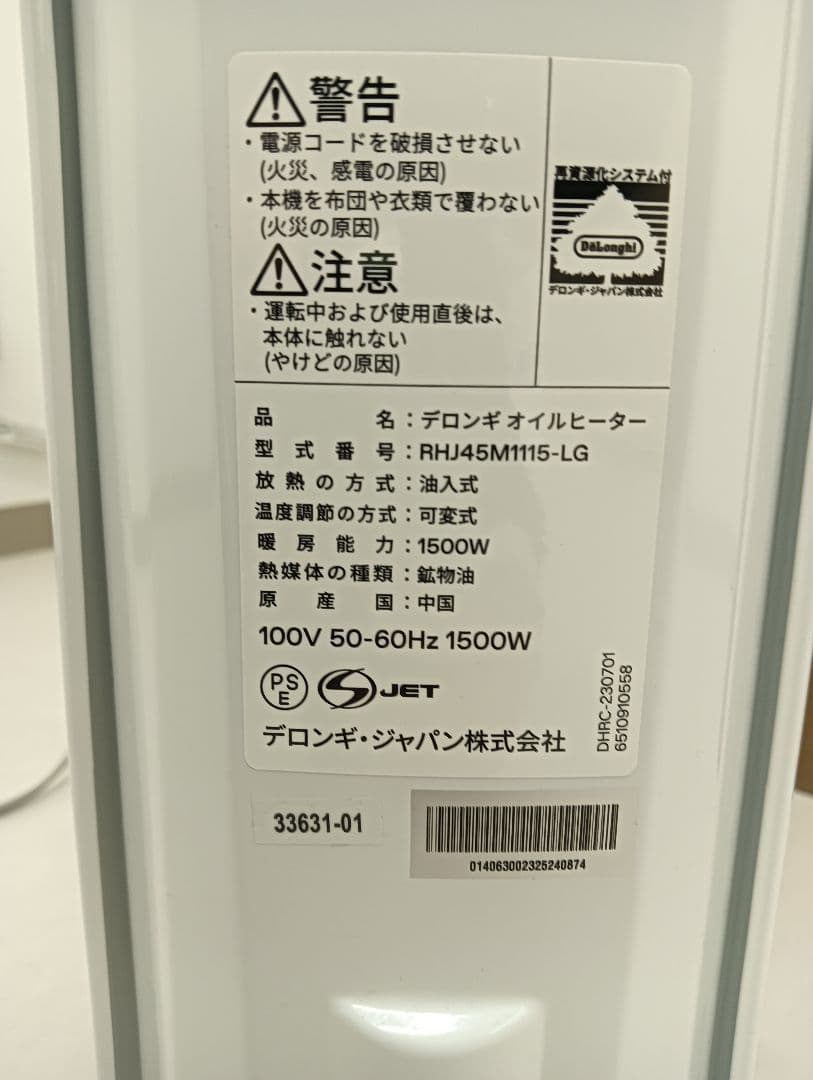 警告
・電源コードを破損させない
(火災、感電の原因)
・本機を布団や衣類で覆わない
(火災の原因)
注意
・運転中および使用直後は、
本体に触れない
(やけどの原因)
再資源化システム付
DeLonghi
デロンギ・ジャパン株式会社
品名：デロンギ オイルヒーター
型式番号：RHJ45M1115-LG
放熱の方式：油入式
温度調節の方式：可変式
暖房能力：1500W
熱媒体の種類：鉱物油
原産国：中国
100V 50-60Hz 1500W
PSE
JET
デロンギ・ジャパン株式会社
DHRC-230701
6510910558
33631-01
014063002325240874